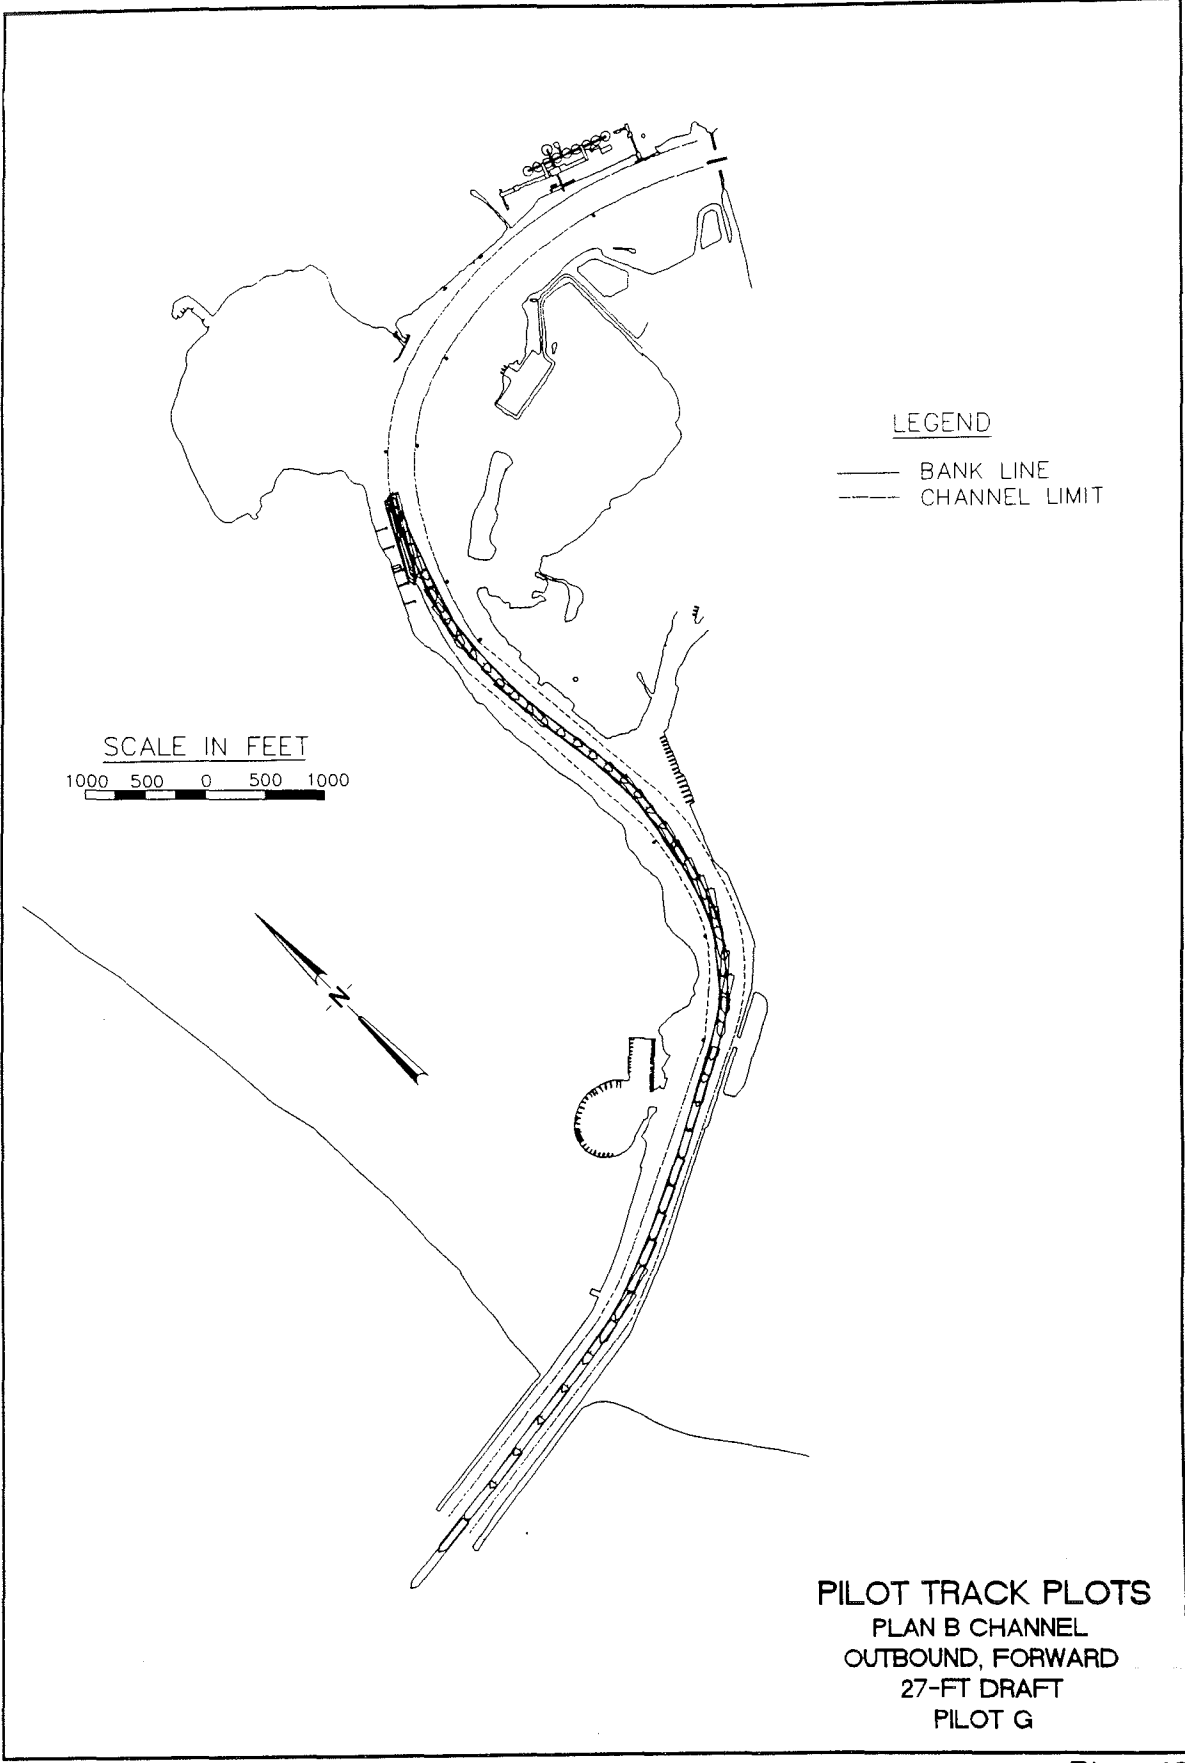 LEGEND
BANK LINE
CHANNEL LIMIT
SCALE IN FEET
1000 500 0 500 1000
N
PILOT TRACK PLOTS
PLAN B CHANNEL
OUTBOUND, FORWARD
27-FT DRAFT
PILOT G